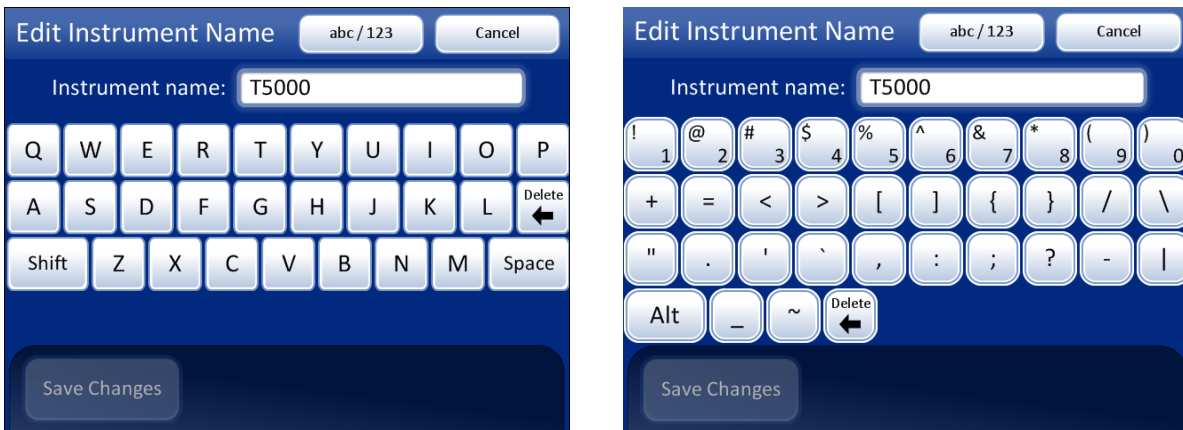 Edit Instrument Name abc / 123 Cancel
Instrument name: T5000
Q W E R T Y U I O P
A S D F G H J K L Delete
Shift Z X C V B N M Space
Save Changes
Edit Instrument Name abc / 123 Cancel
Instrument name: T5000
! 1 @ 2 # 3 $ 4 % 5 ^ 6 & 7 * 8 ( 9 ) 0
+ = < > [ ] { } / \
" . ' ` , : ; ? - |
Alt _ ~ Delete
Save Changes